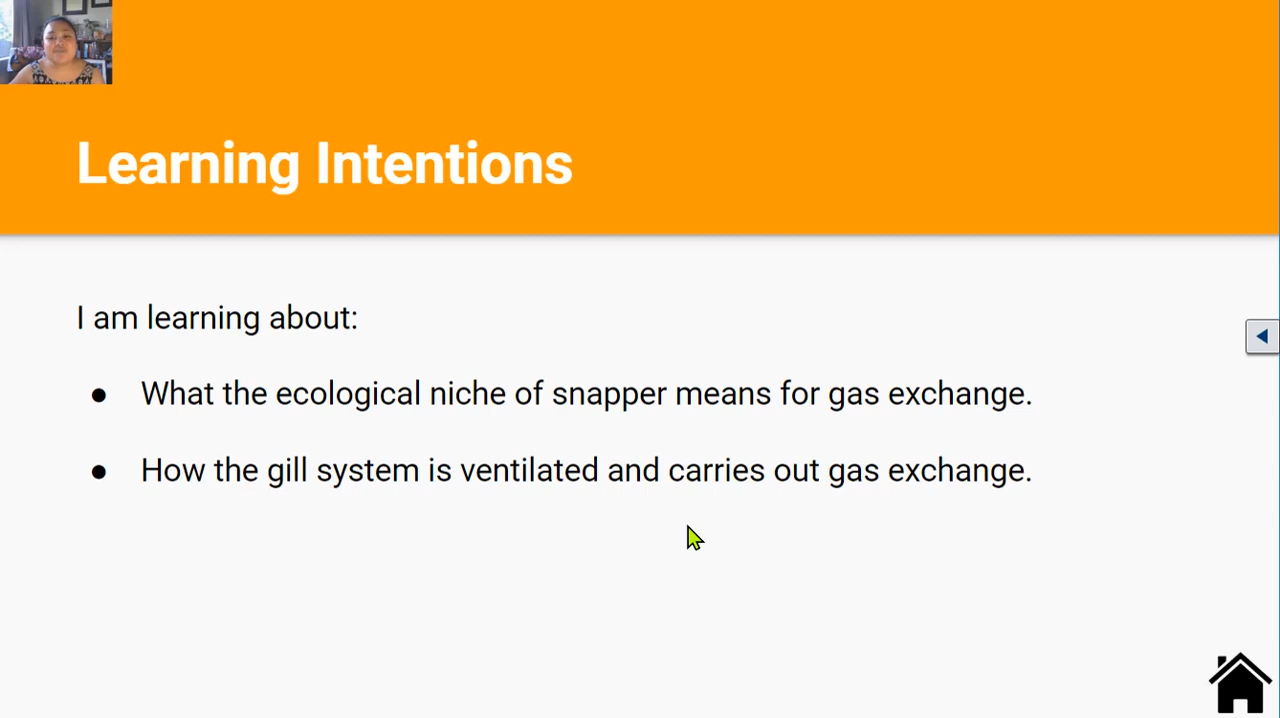 Learning Intentions
I am learning about:
● What the ecological niche of snapper means for gas exchange.
● How the gill system is ventilated and carries out gas exchange.